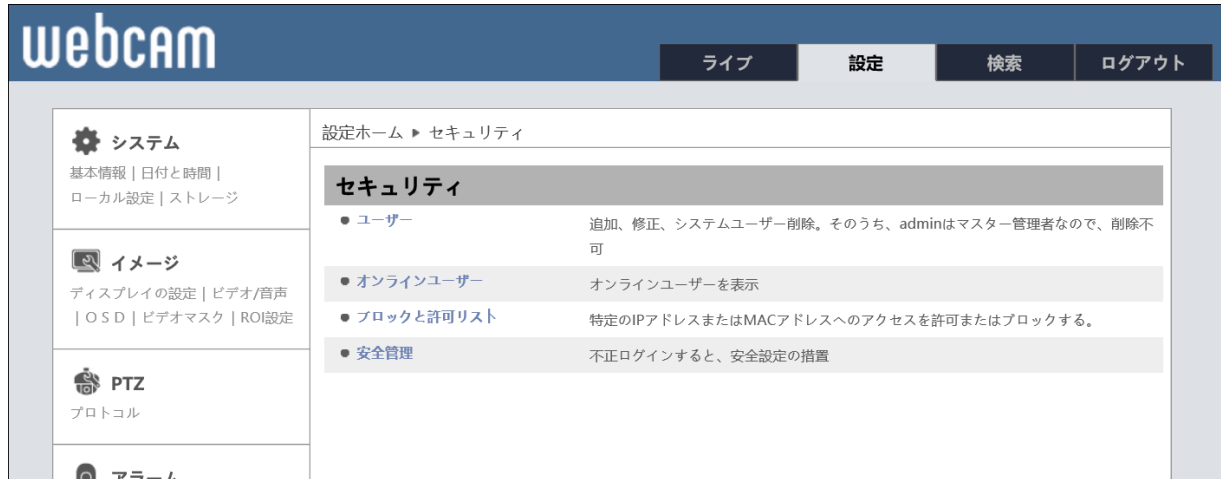 webcam
ライブ 設定 検索 ログアウト
システム
基本情報 | 日付と時間 |
ローカル設定 | ストレージ
イメージ
ディスプレイの設定 | ビデオ/音声
| OSD | ビデオマスク | ROI設定
PTZ
プロトコル
アラーム
設定ホーム ▶ セキュリティ
セキュリティ
● ユーザー 追加、修正、システムユーザー削除。そのうち、adminはマスター管理者なので、削除不
可
● オンラインユーザー オンラインユーザーを表示
● ブロックと許可リスト 特定のIPアドレスまたはMACアドレスへのアクセスを許可またはブロックする。
● 安全管理 不正ログインすると、安全設定の措置